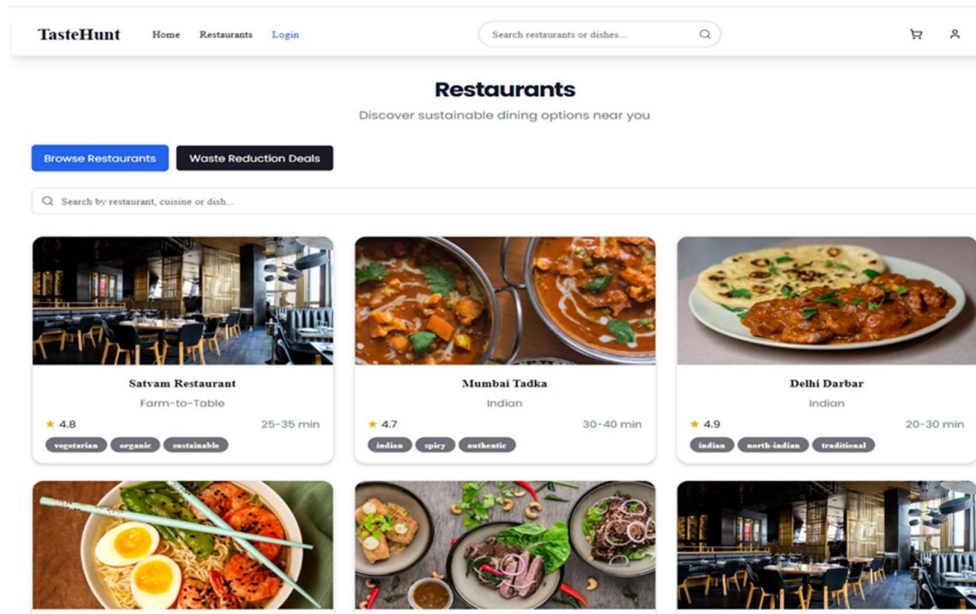 TasteHunt Home Restaurants Login Search restaurants or dishes...
Restaurants
Discover sustainable dining options near you
Browse Restaurants Waste Reduction Deals
Search by restaurant, cuisine or dish...
Satvam Restaurant
Farm-to-Table
4.8 25-35 min
vegetarian organic sustainable
Mumbai Tadka
Indian
4.7 30-40 min
indian spicy authentic
Delhi Darbar
Indian
4.9 20-30 min
indian north-indian traditional